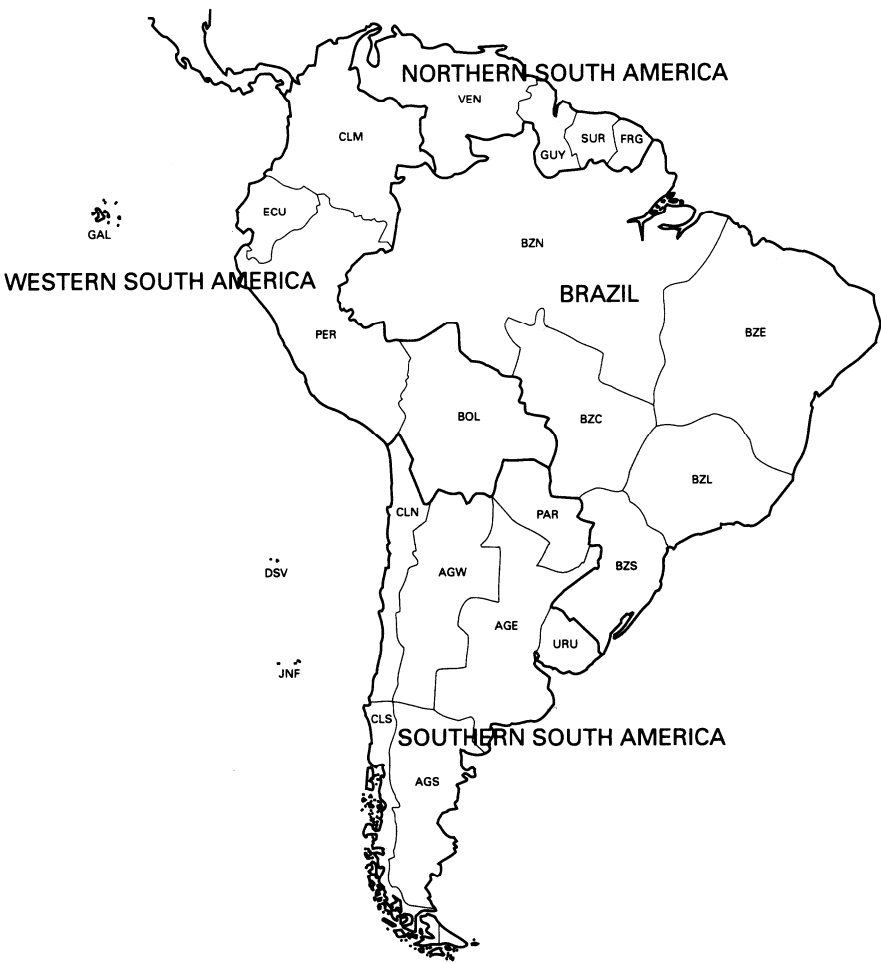 NORTHERN SOUTH AMERICA
VEN
CLM
SUR
FRG
GUY
ECU
GAL
BZN
WESTERN SOUTH AMERICA
BRAZIL
PER
BZE
BOL
BZC
BZL
CLN
PAR
DSV
AGW
BZS
AGE
URU
JNF
CLS
SOUTHERN SOUTH AMERICA
AGS